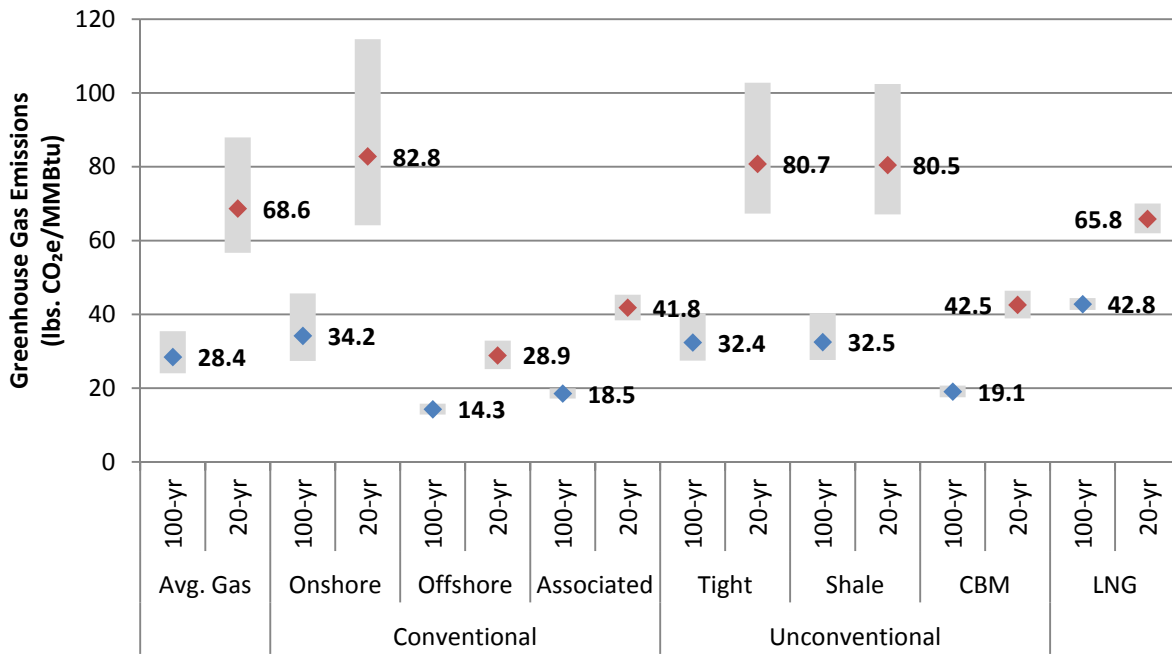 Greenhouse Gas Emissions
(lbs. CO₂e/MMBtu)
120
100
80
60
40
20
0
28.4
68.6
34.2
82.8
14.3
28.9
18.5
41.8
32.4
80.7
32.5
80.5
19.1
42.5
42.8
65.8
100-yr
20-yr
100-yr
20-yr
100-yr
20-yr
100-yr
20-yr
100-yr
20-yr
100-yr
20-yr
100-yr
20-yr
100-yr
20-yr
Avg. Gas
Onshore
Offshore
Associated
Tight
Shale
CBM
LNG
Conventional
Unconventional